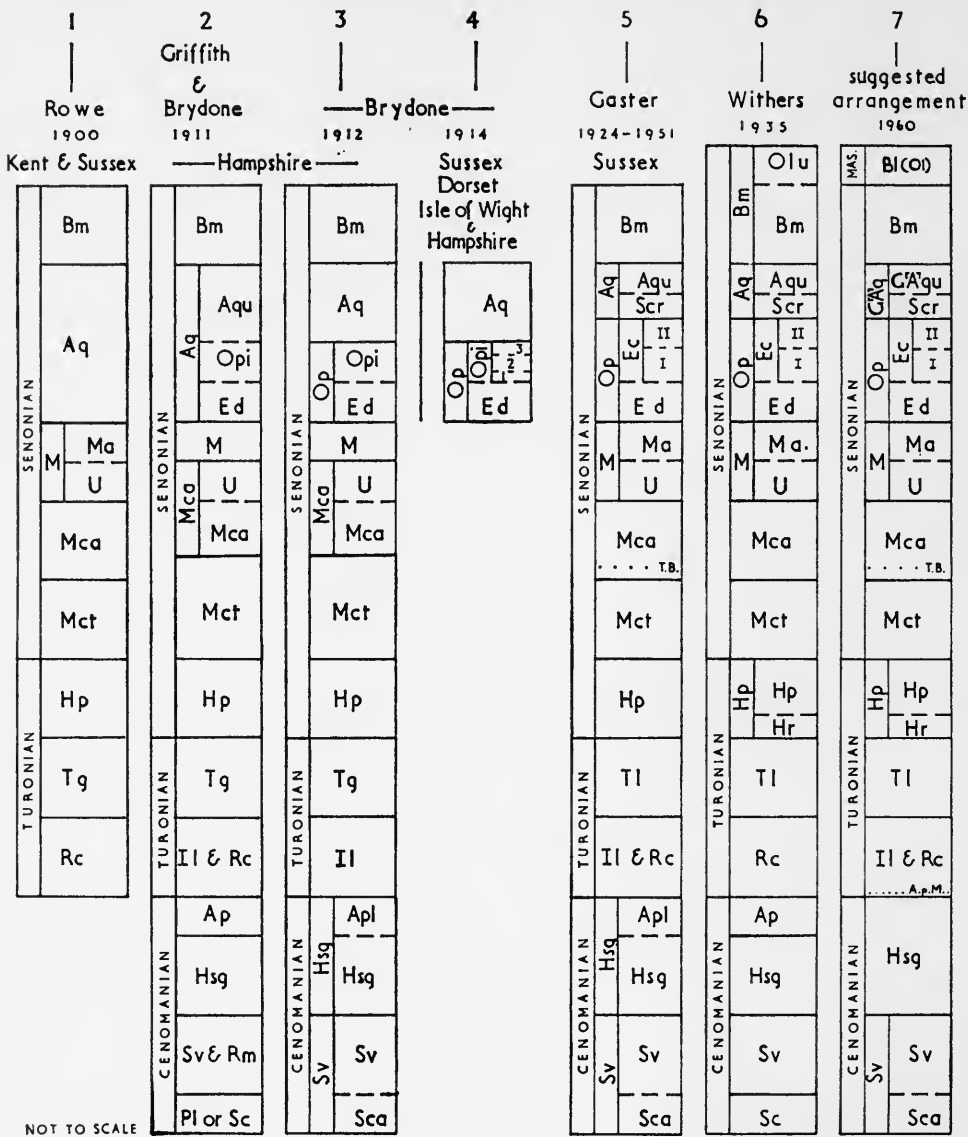 1
2
3
4
5
6
7
Griffith
&
Brydone
1911
Rowe
1900
Kent & Sussex
Brydone
1912
1914
Hampshire
Sussex
Dorset
Isle of Wight
&
Hampshire
Gaster
1924-1951
Sussex
Withers
1935
suggested
arrangement
1960
SENONIAN
Bm
Aq
M
Ma
U
Mca
Mct
TURONIAN
Hp
Tg
Rc
SENONIAN
Bm
Aq
Aqu
Opi
Ed
M
Mca
U
Mca
Mct
Hp
TURONIAN
Tg
Il & Rc
CENOMANIAN
Ap
Hsg
Sv & Rm
Pl or Sc
SENONIAN
Bm
Aq
Op
Opi
Ed
M
Mca
U
Mca
Mct
Hp
TURONIAN
Tg
Il
CENOMANIAN
Hsg
Apl
Hsg
Sv
Sv
Sca
Aq
Op
Opi
3
2
1
Ed
SENONIAN
Bm
Aq
Aqu
Scr
Op
Ec
II
I
Ed
M
Ma
U
Mca
T.B.
Mct
Hp
TURONIAN
Tl
Il & Rc
CENOMANIAN
Hsg
Apl
Hsg
Sv
Sv
Sca
SENONIAN
Bm
Olu
Bm
Aq
Aqu
Scr
Op
Ec
II
I
Ed
M
Ma.
U
Mca
Mct
TURONIAN
Hp
Hp
Hr
Tl
Rc
CENOMANIAN
Ap
Hsg
Sv
Sc
MAS.
Bl(Ol)
SENONIAN
Bm
G'A'q
G'A'qu
Scr
Op
Ec
II
I
Ed
M
Ma
U
Mca
T.B.
Mct
TURONIAN
Hp
Hp
Hr
Tl
Il & Rc
A.p.M.
CENOMANIAN
Hsg
Sv
Sv
Sca
NOT TO SCALE